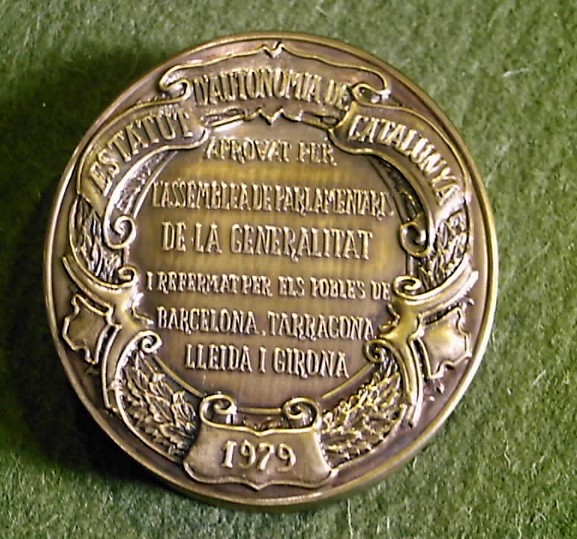 ESTATUT D'AUTONOMIA DE CATALUNYA
APROVAT PER
L'ASSEMBLEA DE PARLAMENTARIS
DE LA GENERALITAT
I REFERMAT PER ELS POBLES DE
BARCELONA, TARRAGONA,
LLEIDA I GIRONA
1979